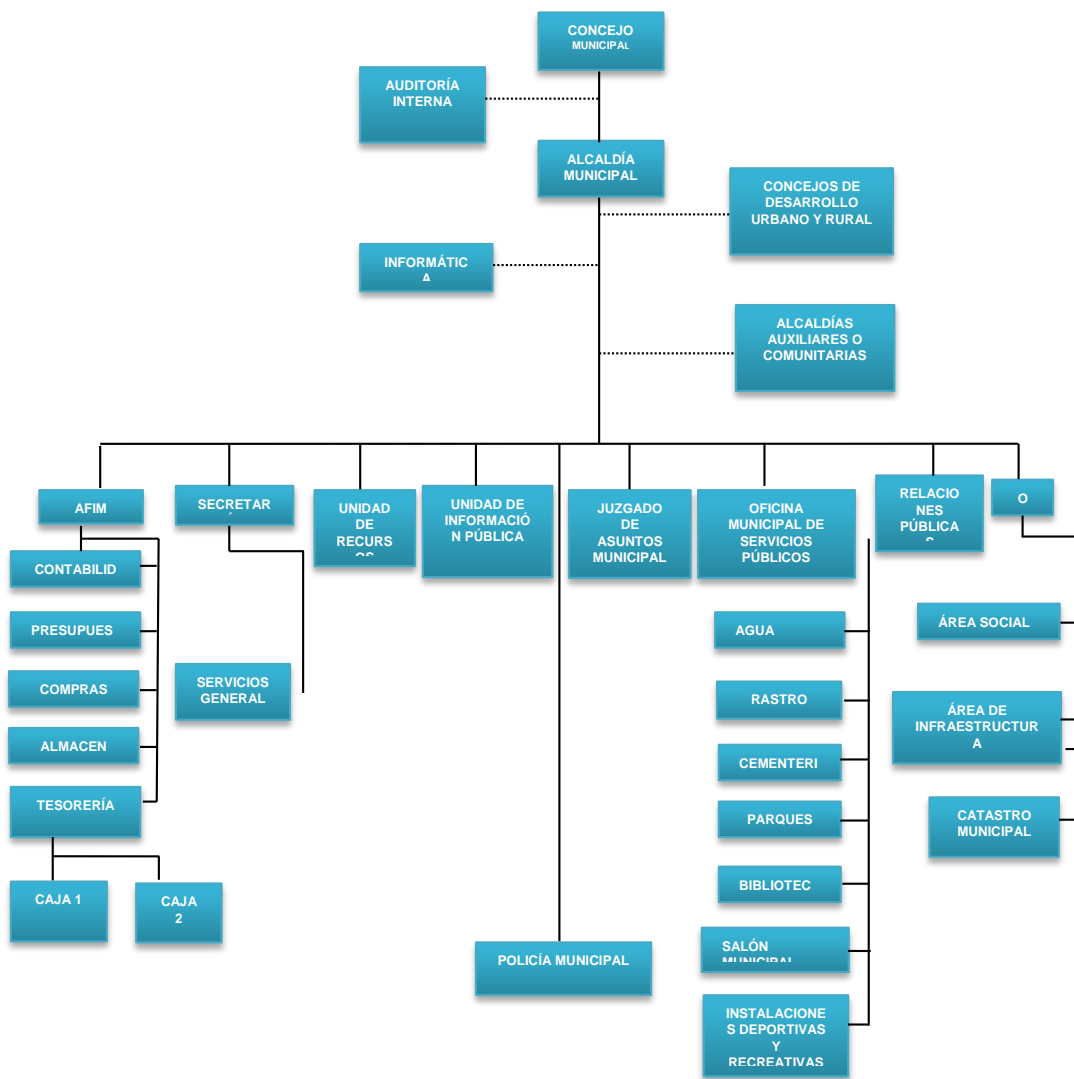 CONCEJO
MUNICIPAL
AUDITORÍA
INTERNA
ALCALDÍA
MUNICIPAL
CONCEJOS DE
DESARROLLO
URBANO Y RURAL
INFORMÁTIC
A
ALCALDÍAS
AUXILIARES O
COMUNITARIAS
AFIM
SECRETAR
UNIDAD
DE
RECURSO
UNIDAD DE
INFORMACIÓ
N PÚBLICA
JUZGADO
DE
ASUNTOS
MUNICIPAL
OFICINA
MUNICIPAL DE
SERVICIOS
PÚBLICOS
RELACIO
NES
PÚBLICA
S
O
CONTABILID
PRESUPUES
COMPRAS
ALMACEN
TESORERÍA
CAJA 1
CAJA
2
SERVICIOS
GENERAL
POLICÍA MUNICIPAL
AGUA
RASTRO
CEMENTERI
PARQUES
BIBLIOTEC
SALÓN
MUNICIPAL
INSTALACIONE
S DEPORTIVAS
Y
RECREATIVAS
ÁREA SOCIAL
ÁREA DE
INFRAESTRUCTUR
A
CATASTRO
MUNICIPAL